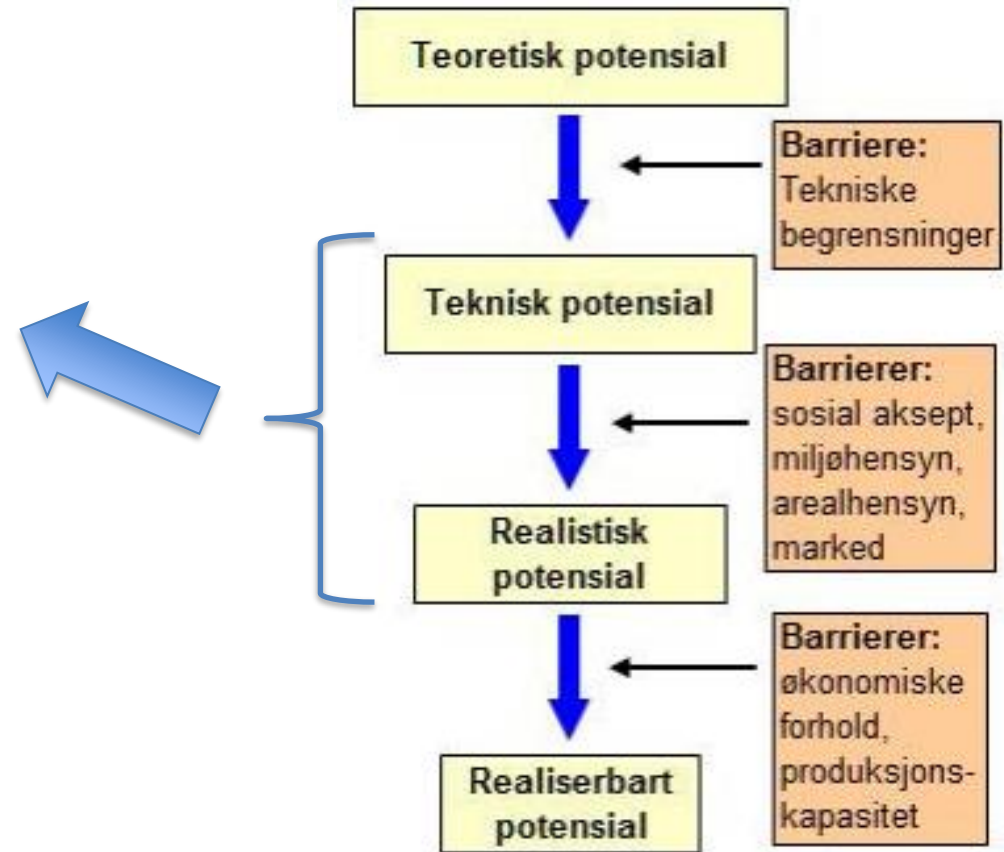 Teoretisk potensial
Barriere:
Tekniske
begrensninger
Teknisk potensial
Barrierer:
sosial aksept,
miljøhensyn,
arealhensyn,
marked
Realistisk
potensial
Barrierer:
økonomiske
forhold,
produksjons-
kapasitet
Realiserbart
potensial